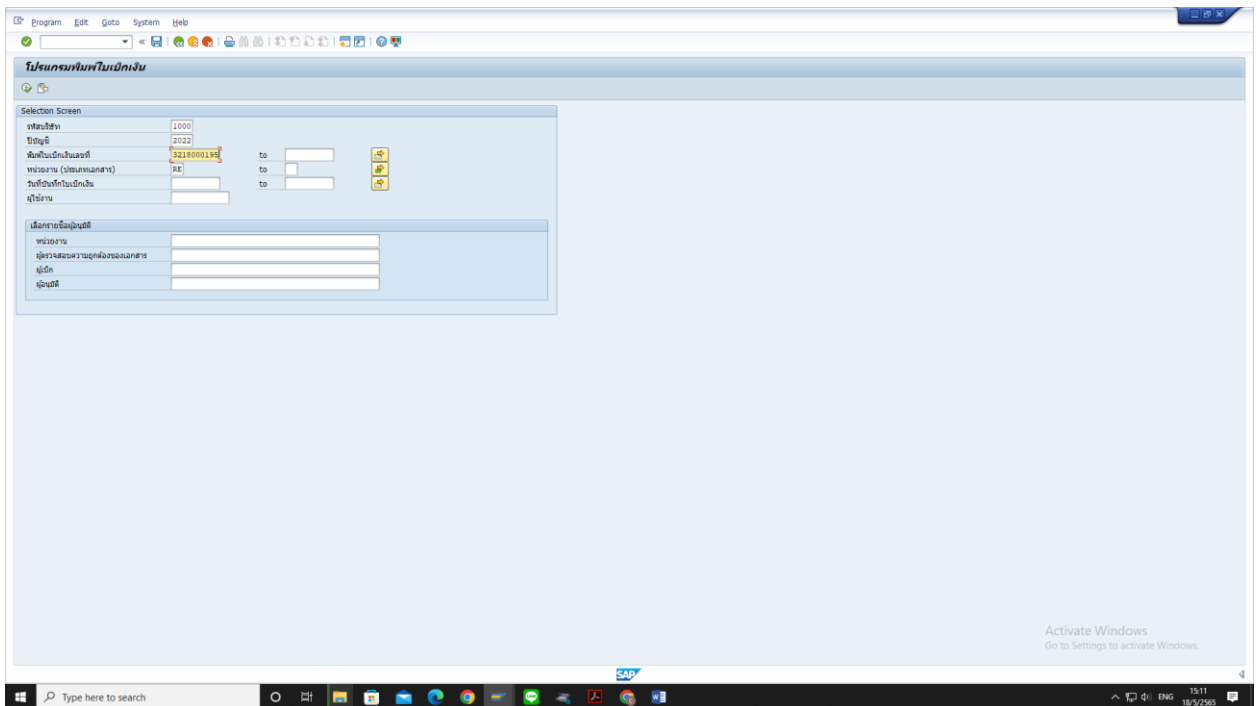 Program Edit Goto System Help
โปรแกรมพิมพ์ใบเบิกเงิน
Selection Screen
รหัสบริษัท 1000
ปีบัญชี 2022
พิมพ์ใบเบิกเงินเลขที่ 3218000195 to
หน่วยงาน (ประเภทเอกสาร) RE to
วันที่บันทึกใบเบิกเงิน to
ผู้ใช้งาน
เลือกรายชื่อผู้อนุมัติ
หน่วยงาน
ผู้ตรวจสอบความถูกต้องของเอกสาร
ผู้เบิก
ผู้อนุมัติ
Activate Windows
Go to Settings to activate Windows.
SAP
Type here to search
ENG
15:11
18/5/2565